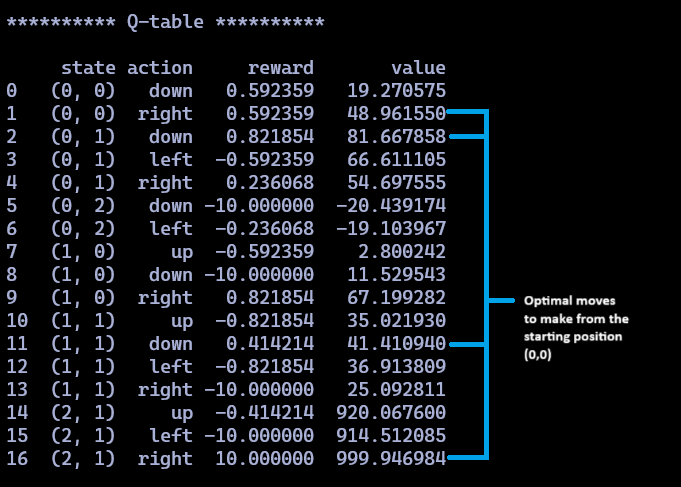 ********** Q-table **********
state action reward value
0 (0, 0) down 0.592359 19.270575
1 (0, 0) right 0.592359 48.961550
2 (0, 1) down 0.821854 81.667858
3 (0, 1) left -0.592359 66.611105
4 (0, 1) right 0.236068 54.697555
5 (0, 2) down -10.000000 -20.439174
6 (0, 2) left -0.236068 -19.103967
7 (1, 0) up -0.592359 2.800242
8 (1, 0) down -10.000000 11.529543
9 (1, 0) right 0.821854 67.199282
10 (1, 1) up -0.821854 35.021930
11 (1, 1) down 0.414214 41.410940
12 (1, 1) left -0.821854 36.913809
13 (1, 1) right -10.000000 25.092811
14 (2, 1) up -0.414214 920.067600
15 (2, 1) left -10.000000 914.512085
16 (2, 1) right 10.000000 999.946984
Optimal moves
to make from the
starting position
(0,0)